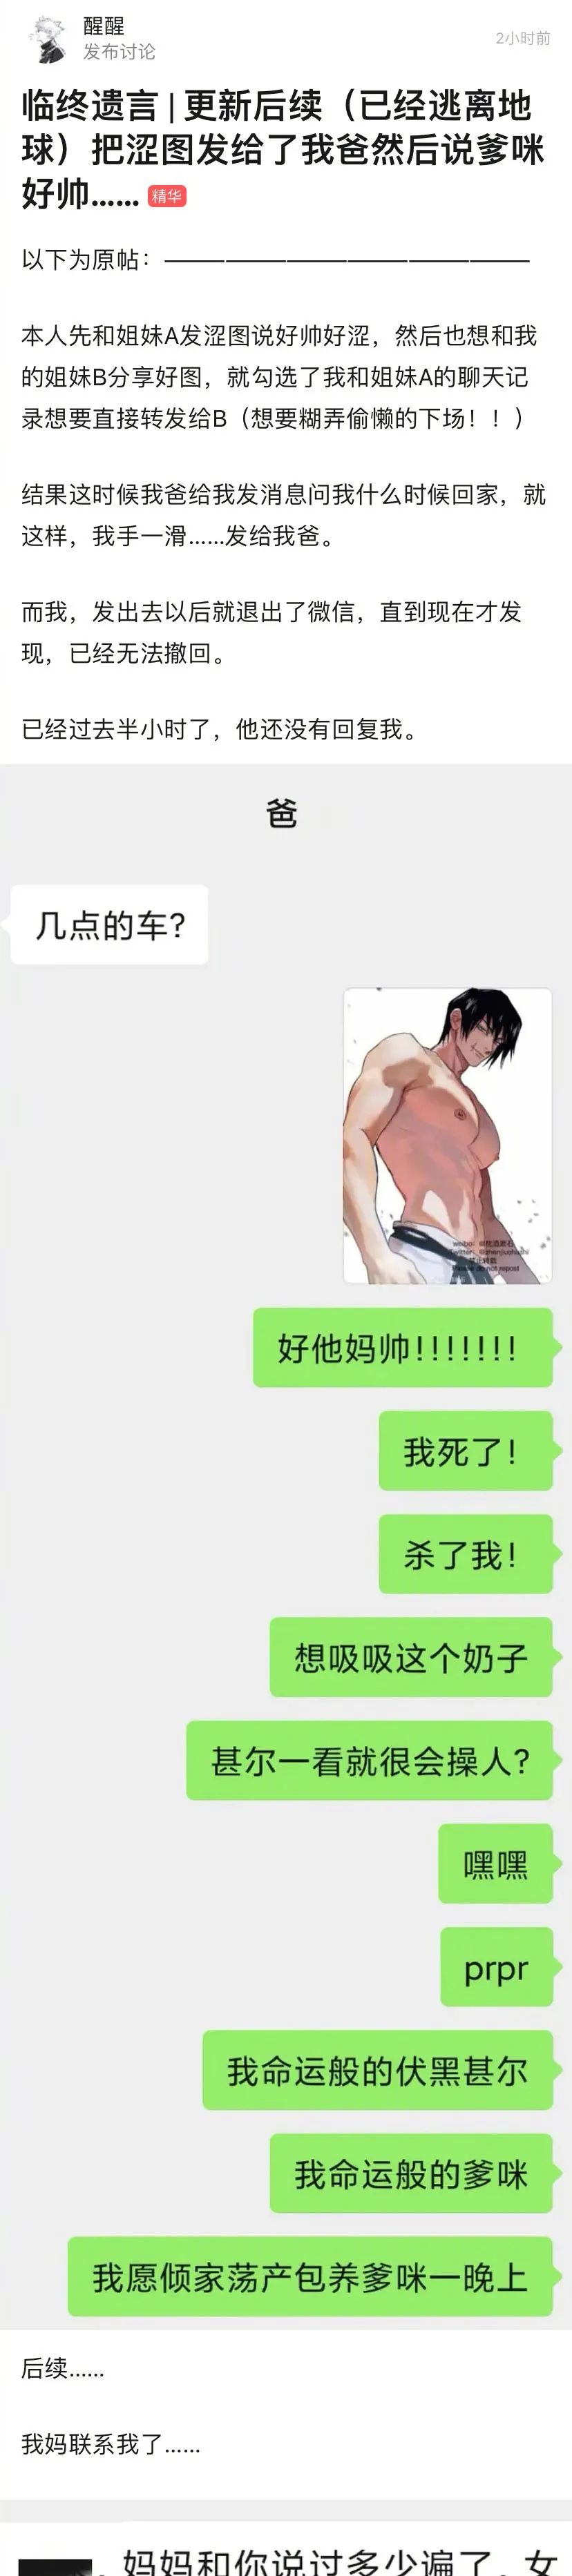 醒醒
发布讨论
2小时前
临终遗言 | 更新后续（已经逃离地
球）把涩图发给了我爸然后说爹咪
好帅…… 精华
以下为原帖：————————————————
本人先和姐妹A发涩图说好帅好涩，然后也想和我
的姐妹B分享好图，就勾选了我和姐妹A的聊天记
录想要直接转发给B（想要糊弄偷懒的下场！！）
结果这时候我爸给我发消息问我什么时候回家，就
这样，我手一滑……发给我爸。
而我，发出去以后就退出了微信，直到现在才发
现，已经无法撤回。
已经过去半小时了，他还没有回复我。
爸
几点的车?
禁止转载
Please do not repost
好他妈帅!!!!!!!
我死了!
杀了我!
想吸吸这个奶子
甚尔一看就很会操人?
嘿嘿
prpr
我命运般的伏黑甚尔
我命运般的爹咪
我愿倾家荡产包养爹咪一晚上
后续……
我妈联系我了……
妈妈和你说过多少遍了，女